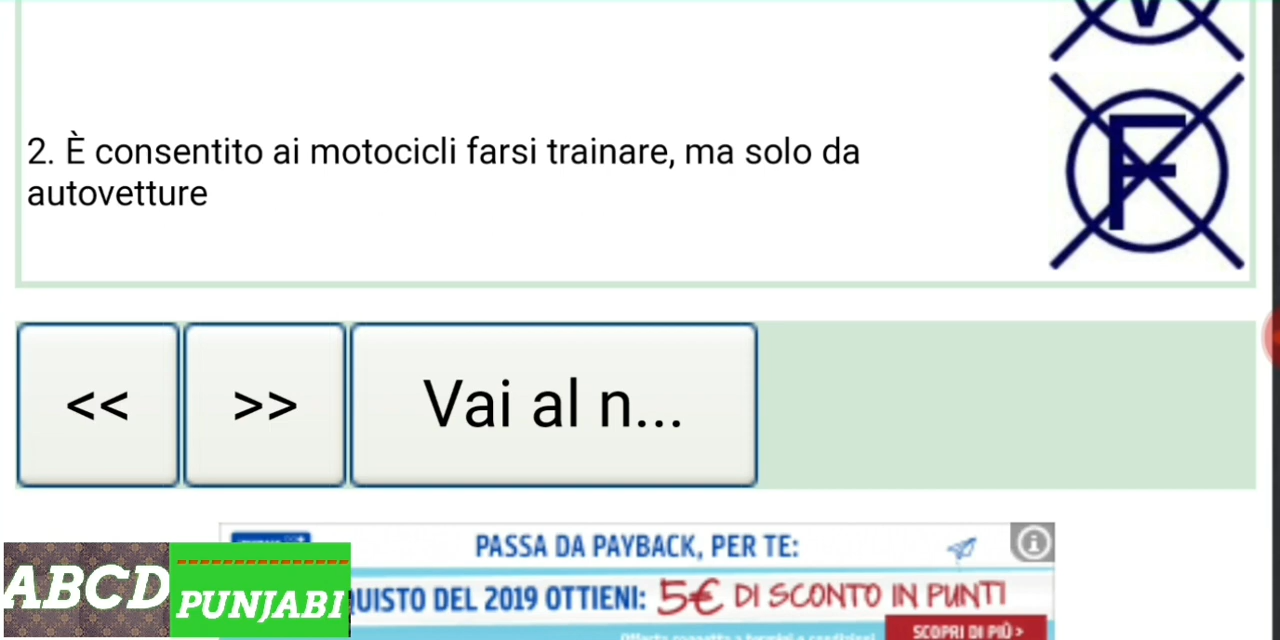 V
2. È consentito ai motocicli farsi trainare, ma solo da
autovetture
F
<<
>>
Vai al n...
PASSA DA PAYBACK, PER TE:
DEL 2019 OTTIENI: 5€ DI SCONTO IN PUNTI
SCOPRI DI PIÙ >
ABCD
PUNJABI